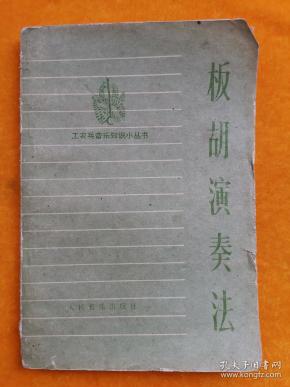 板胡演奏法
工农兵音乐知识小丛书
人民音乐出版社
孔夫子旧书网